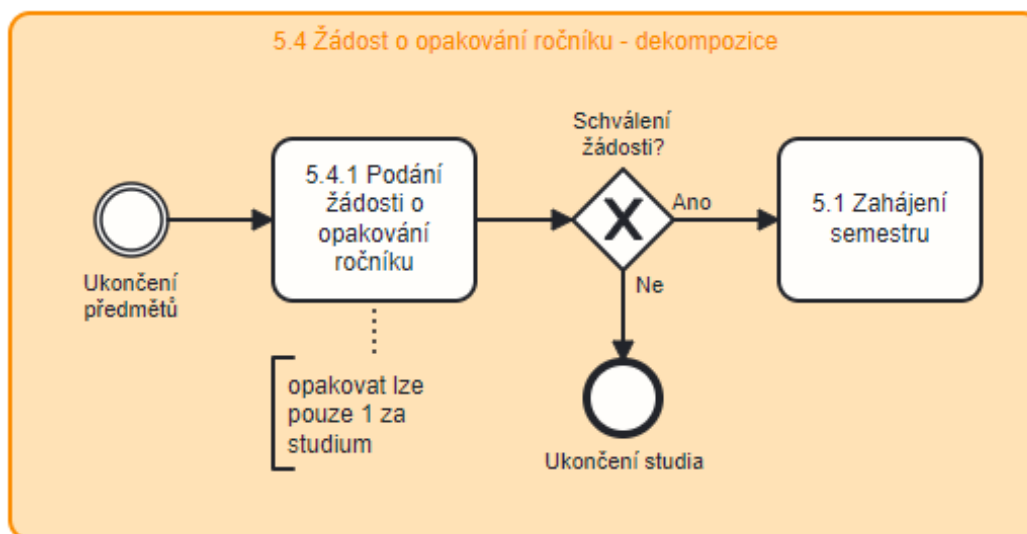 5.4 Žádost o opakování ročníku - dekompozice
Schválení
žádosti?
5.4.1 Podání
žádosti o
opakování
ročníku
Ano
5.1 Zahájení
semestru
Ukončení
předmětů
Ne
opakovat lze
pouze 1 za
studium
Ukončení studia